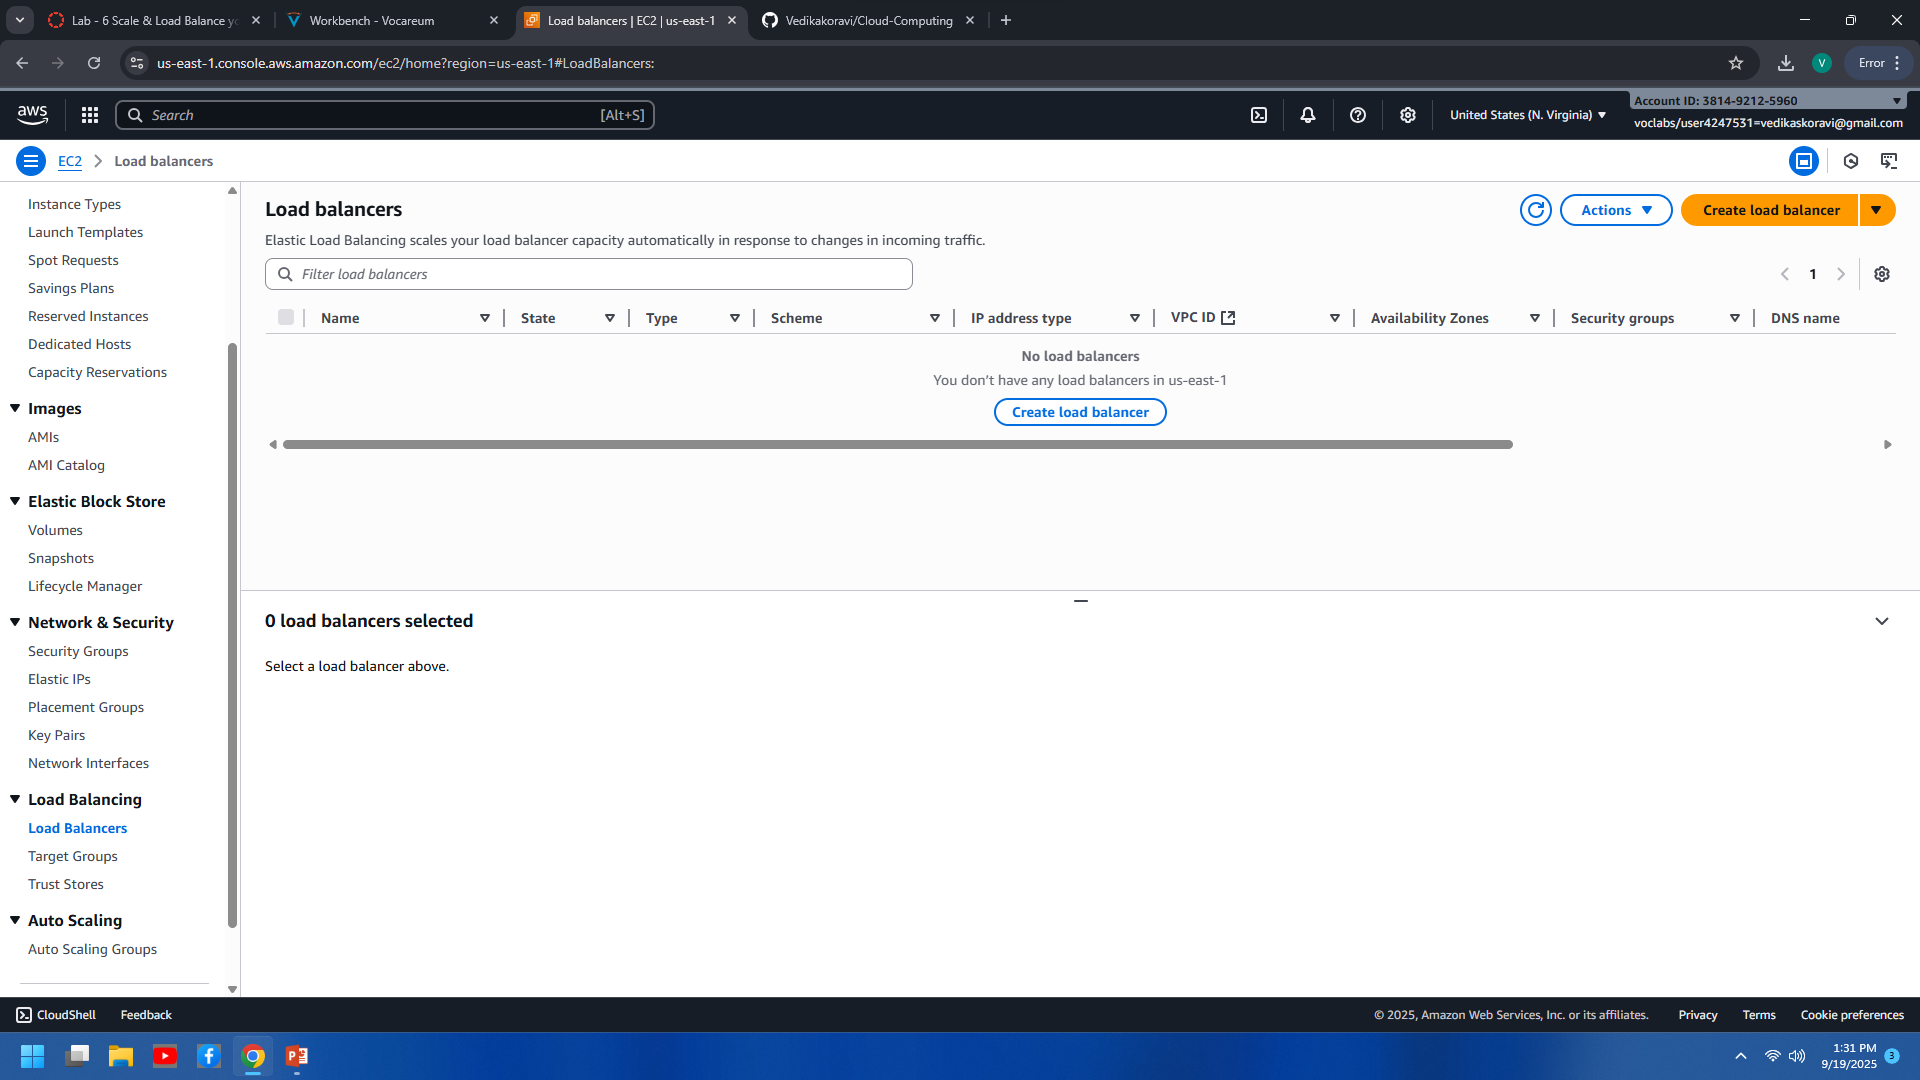 Lab - 6 Scale & Load Balance yo
Workbench - Vocareum
Load balancers | EC2 | us-east-1
Vedikakoravi/Cloud-Computing
us-east-1.console.aws.amazon.com/ec2/home?region=us-east-1#LoadBalancers:
V
Error
aws
Search
[Alt+S]
United States (N. Virginia)
Account ID: 3814-9212-5960
voclabs/user4247531=vedikaskoravi@gmail.com
EC2
Load balancers
Instance Types
Launch Templates
Spot Requests
Savings Plans
Reserved Instances
Dedicated Hosts
Capacity Reservations
Images
AMIs
AMI Catalog
Elastic Block Store
Volumes
Snapshots
Lifecycle Manager
Network & Security
Security Groups
Elastic IPs
Placement Groups
Key Pairs
Network Interfaces
Load Balancing
Load Balancers
Target Groups
Trust Stores
Auto Scaling
Auto Scaling Groups
Load balancers
Actions
Create load balancer
Elastic Load Balancing scales your load balancer capacity automatically in response to changes in incoming traffic.
Filter load balancers
1
Name State Type Scheme IP address type VPC ID Availability Zones Security groups DNS name
No load balancers
You don't have any load balancers in us-east-1
Create load balancer
0 load balancers selected
Select a load balancer above.
CloudShell
Feedback
© 2025, Amazon Web Services, Inc. or its affiliates.
Privacy
Terms
Cookie preferences
1:31 PM
9/19/2025
3